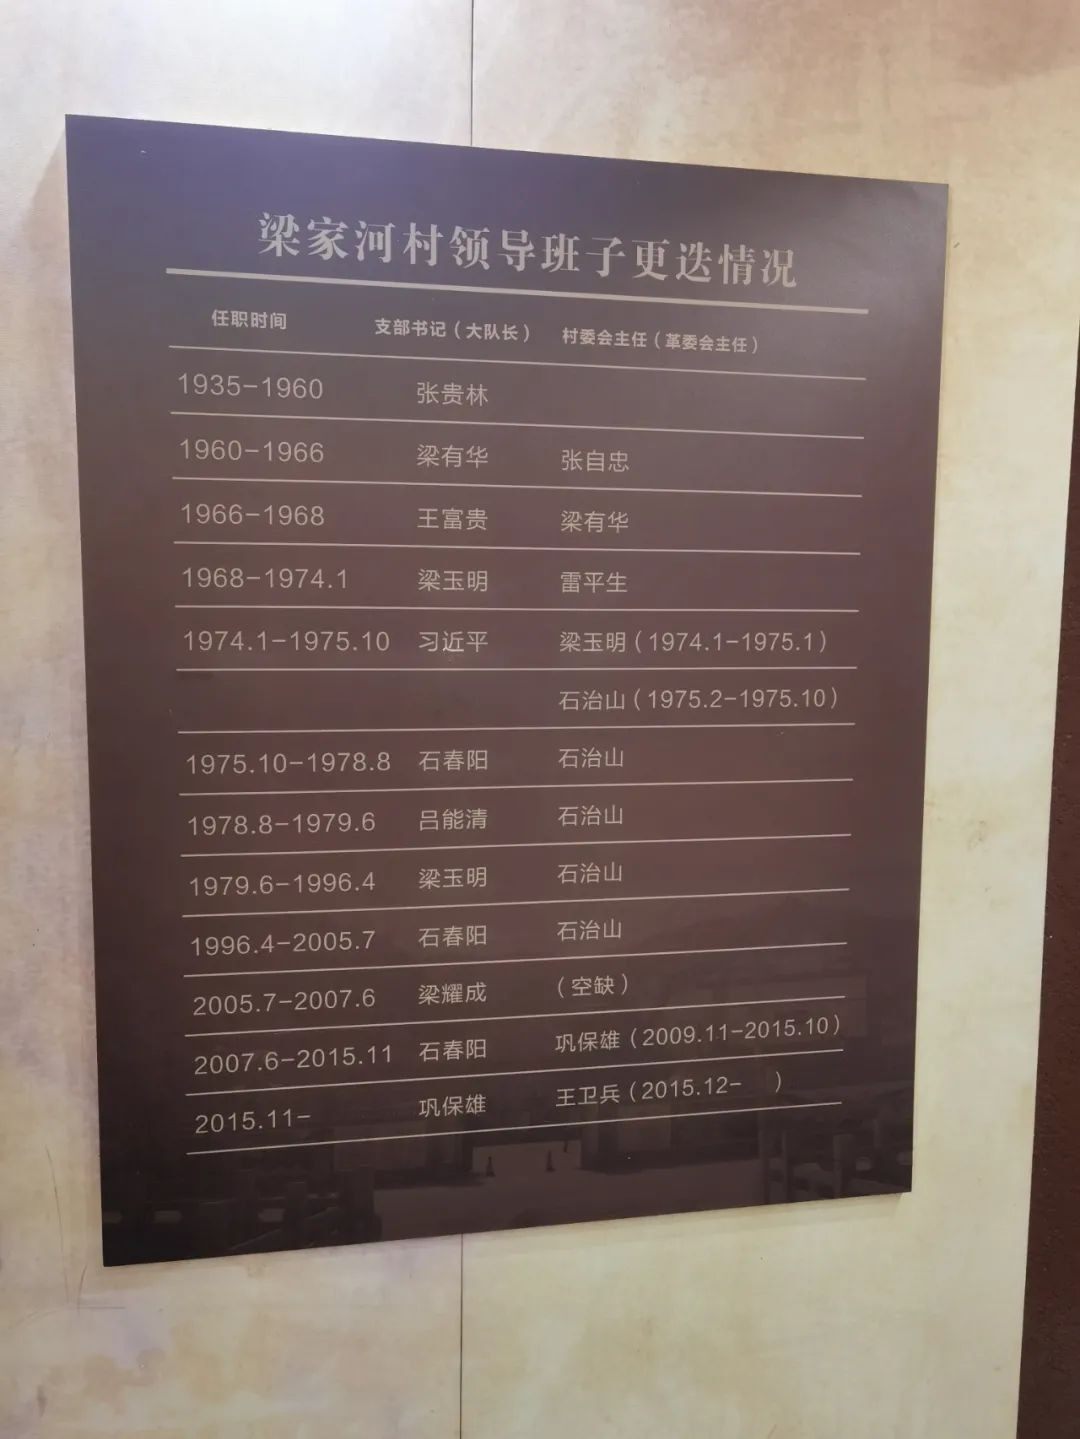 梁家河村领导班子更迭情况
任职时间 支部书记（大队长） 村委会主任（革委会主任）
1935-1960 张贵林
1960-1966 梁有华 张自忠
1966-1968 王富贵 梁有华
1968-1974.1 梁玉明 雷平生
1974.1-1975.10 习近平 梁玉明（1974.1-1975.1）
石治山（1975.2-1975.10）
1975.10-1978.8 石春阳 石治山
1978.8-1979.6 吕能清 石治山
1979.6-1996.4 梁玉明 石治山
1996.4-2005.7 石春阳 石治山
2005.7-2007.6 梁耀成 （空缺）
2007.6-2015.11 石春阳 巩保雄（2009.11-2015.10）
2015.11- 巩保雄 王卫兵（2015.12- ）